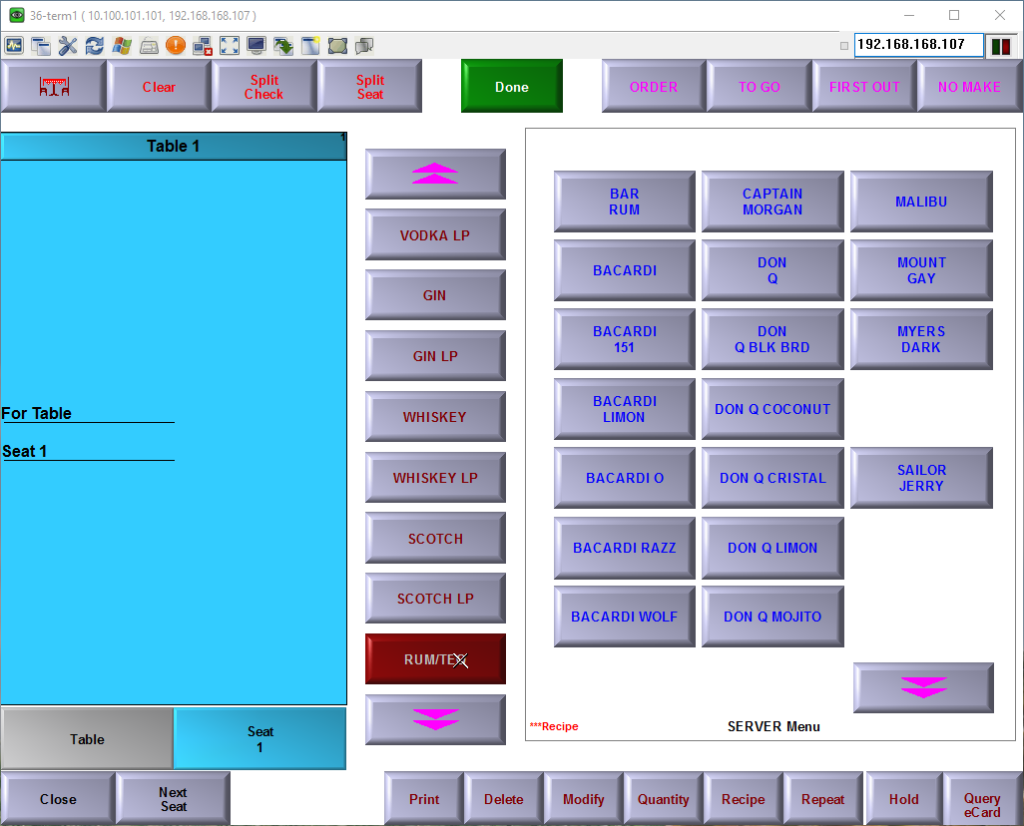 36-term1 ( 10.100.101.101, 192.168.168.107 )
192.168.168.107
Clear
Split
Check
Split
Seat
Done
ORDER
TO GO
FIRST OUT
NO MAKE
Table 1
1
For Table
Seat 1
Table
Seat
1
VODKA LP
GIN
GIN LP
WHISKEY
WHISKEY LP
SCOTCH
SCOTCH LP
RUM/TEQ
BAR
RUM
CAPTAIN
MORGAN
MALIBU
BACARDI
DON
Q
MOUNT
GAY
BACARDI
151
DON
Q BLK BRD
MYERS
DARK
BACARDI
LIMON
DON Q COCONUT
BACARDI O
DON Q CRISTAL
SAILOR
JERRY
BACARDI RAZZ
DON Q LIMON
BACARDI WOLF
DON Q MOJITO
***Recipe
SERVER Menu
Close
Next
Seat
Print
Delete
Modify
Quantity
Recipe
Repeat
Hold
Query
eCard